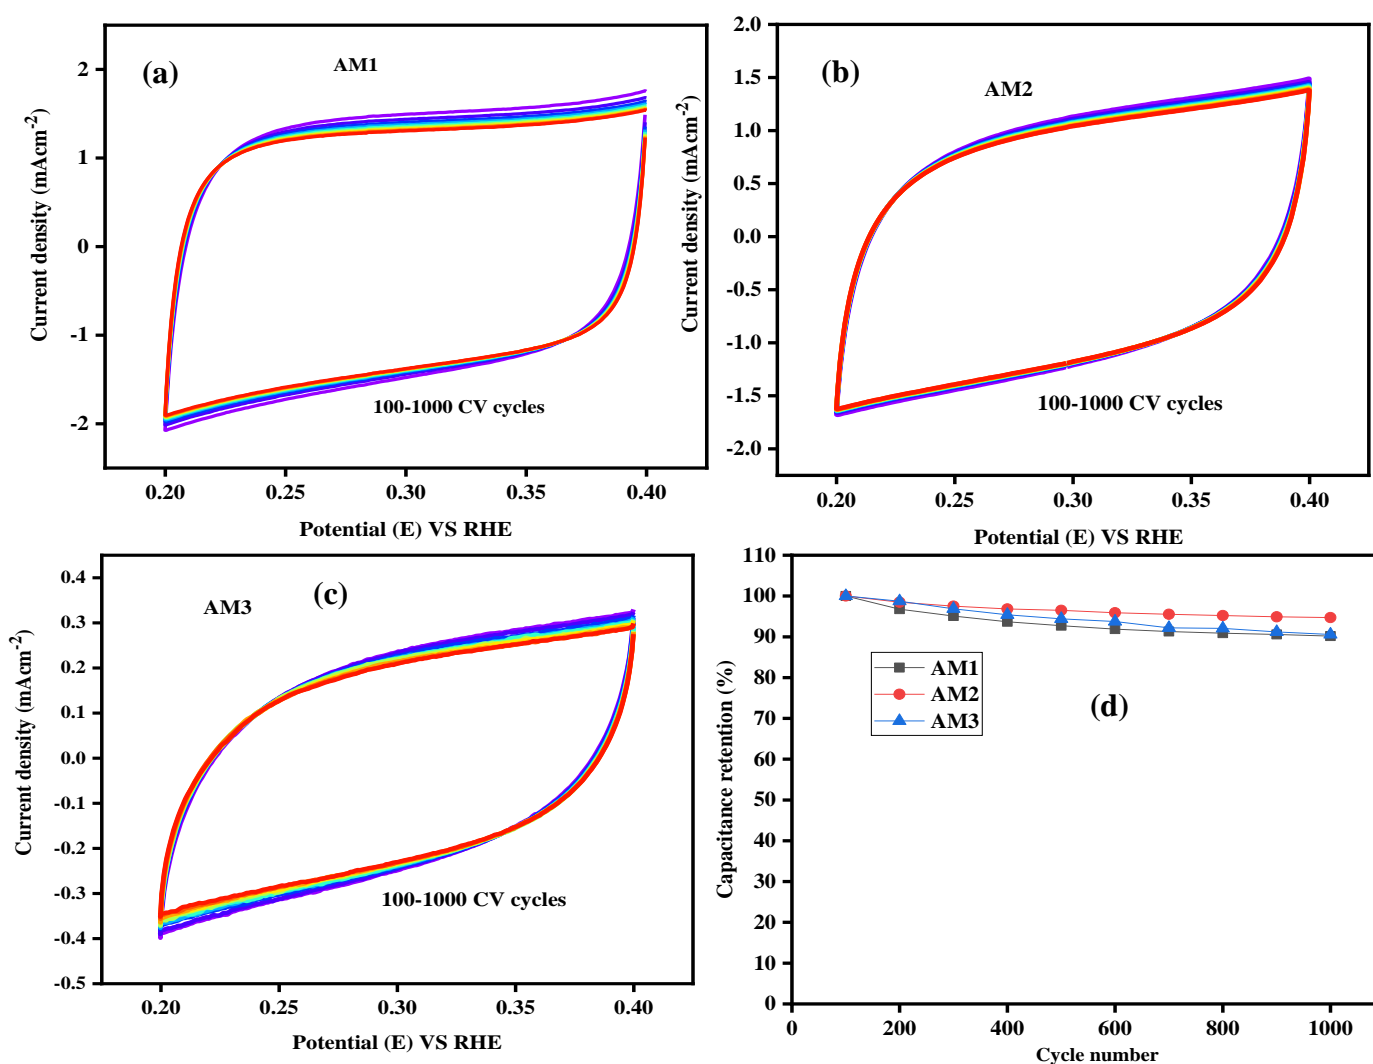 (a)
AM1
2
1
0
-1
-2
Current density (mAcm-2)
100-1000 CV cycles
0.20 0.25 0.30 0.35 0.40
Potential (E) VS RHE
(b)
AM2
2.0
1.5
1.0
0.5
0.0
-0.5
-1.0
-1.5
-2.0
Current density (mAcm-2)
100-1000 CV cycles
0.20 0.25 0.30 0.35 0.40
Potential (E) VS RHE
(c)
AM3
0.4
0.3
0.2
0.1
0.0
-0.1
-0.2
-0.3
-0.4
-0.5
Current density (mAcm-2)
100-1000 CV cycles
0.20 0.25 0.30 0.35 0.40
Potential (E) VS RHE
110
100
90
80
70
60
50
40
30
20
10
0
Capacitance retention (%)
AM1
AM2
AM3
(d)
0 200 400 600 800 1000
Cycle number